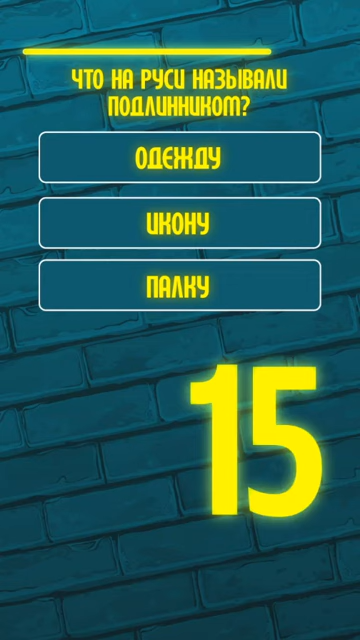 ЧТО НА РУСИ НАЗЫВАЛИ
ПОДЛИННИКОМ?
ОДЕЖДУ
ИКОНУ
ПАЛКУ
15